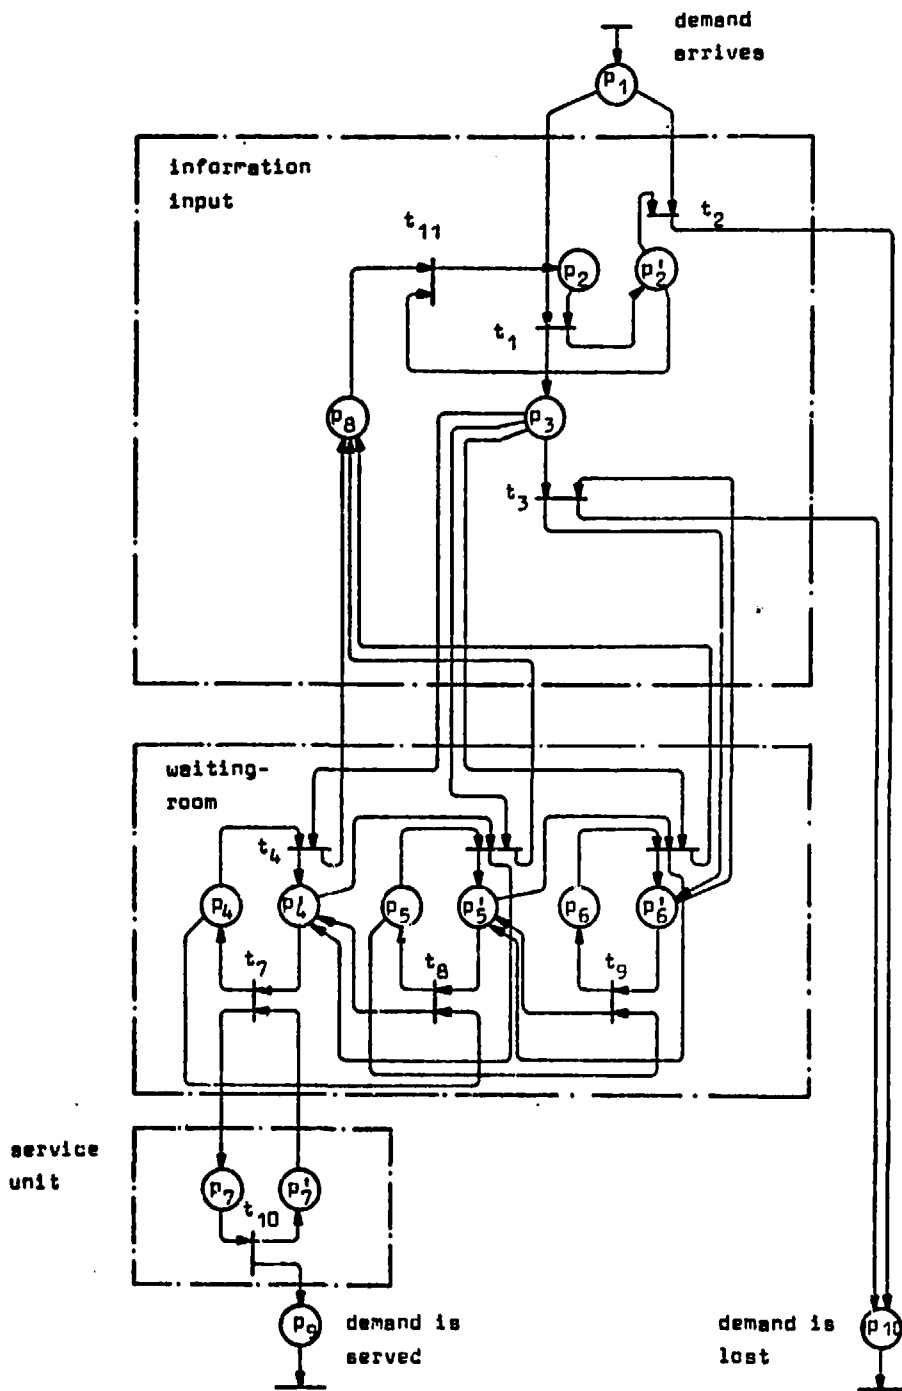 demand
arrives
p1
information
input
t2
t11
p2
p'2
t1
p8
p3
t3
waiting-
room
t4
p4
p'4
p5
p'5
p6
p'6
t7
t8
t9
service
unit
p7
p'7
t10
p9
demand is
served
demand is
lost
p10